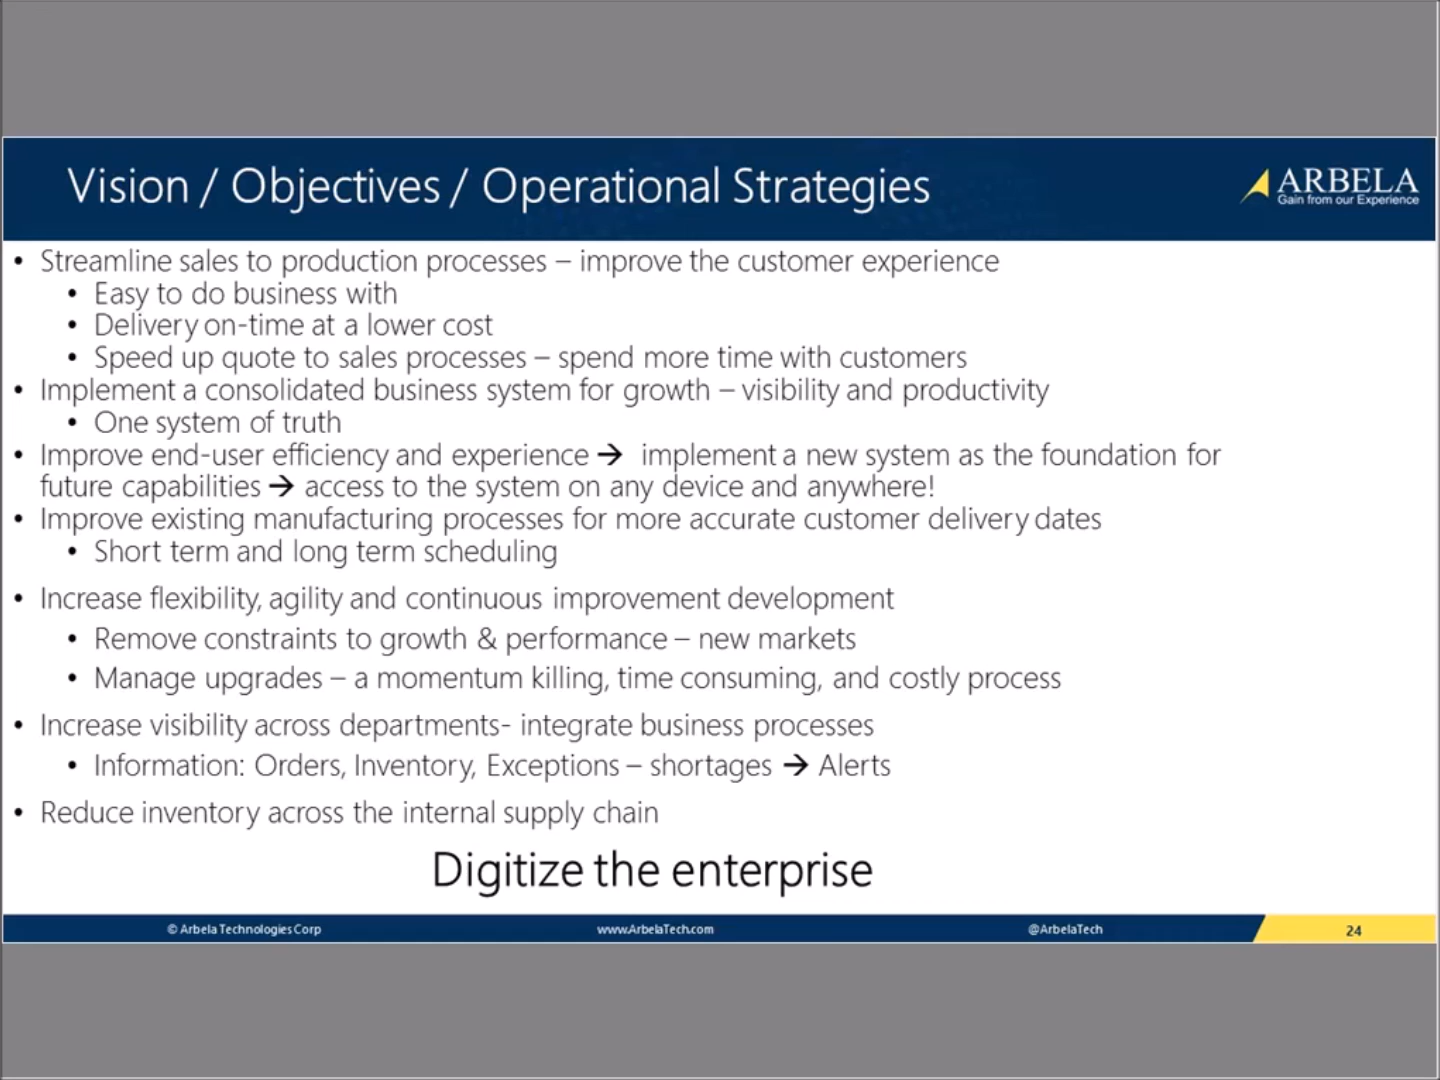 Vision / Objectives / Operational Strategies
ARBELA
Gain from our Experience
• Streamline sales to production processes – improve the customer experience
• Easy to do business with
• Delivery on-time at a lower cost
• Speed up quote to sales processes – spend more time with customers
• Implement a consolidated business system for growth – visibility and productivity
• One system of truth
• Improve end-user efficiency and experience → implement a new system as the foundation for
future capabilities → access to the system on any device and anywhere!
• Improve existing manufacturing processes for more accurate customer delivery dates
• Short term and long term scheduling
• Increase flexibility, agility and continuous improvement development
• Remove constraints to growth & performance – new markets
• Manage upgrades – a momentum killing, time consuming, and costly process
• Increase visibility across departments- integrate business processes
• Information: Orders, Inventory, Exceptions – shortages → Alerts
• Reduce inventory across the internal supply chain
Digitize the enterprise
© Arbela Technologies Corp
www.ArbelaTech.com
@ArbelaTech
24